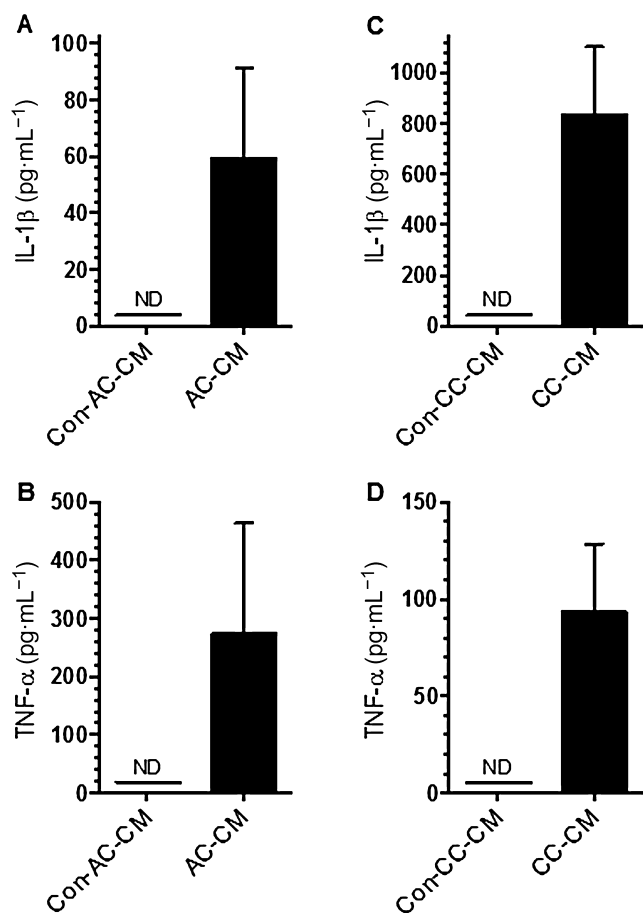 A
IL-1β (pg·mL⁻¹)
100
80
60
40
20
0
ND
Con-AC-CM
AC-CM
C
IL-1β (pg·mL⁻¹)
1000
800
600
400
200
0
ND
Con-CC-CM
CC-CM
B
TNF-α (pg·mL⁻¹)
500
400
300
200
100
0
ND
Con-AC-CM
AC-CM
D
TNF-α (pg·mL⁻¹)
150
100
50
0
ND
Con-CC-CM
CC-CM